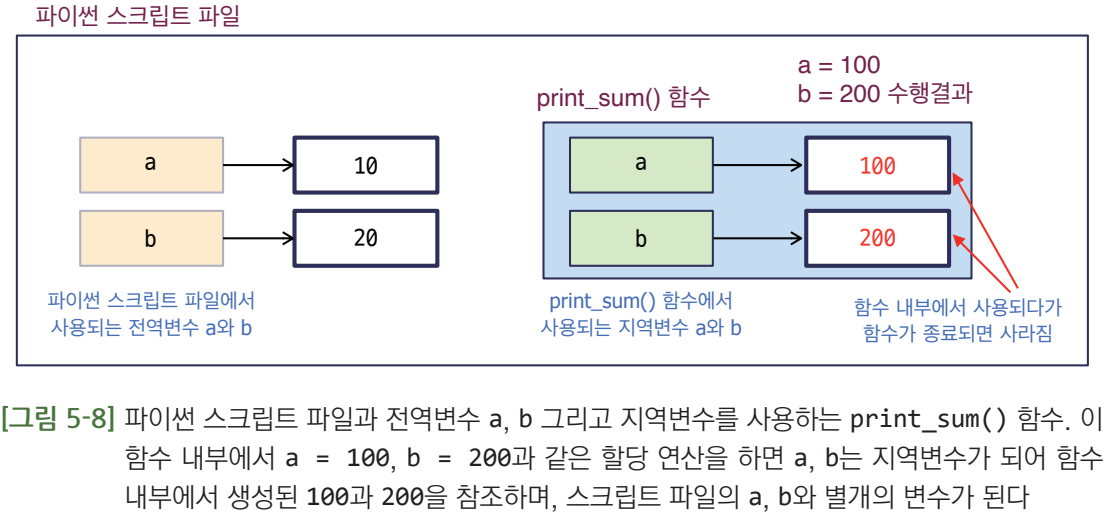 파이썬 스크립트 파일
a = 100
print_sum() 함수
b = 200 수행결과
a
10
a
100
b
20
b
200
파이썬 스크립트 파일에서
사용되는 전역변수 a와 b
print_sum() 함수에서
사용되는 지역변수 a와 b
함수 내부에서 사용되다가
함수가 종료되면 사라짐
[그림 5-8] 파이썬 스크립트 파일과 전역변수 a, b 그리고 지역변수를 사용하는 print_sum() 함수. 이
함수 내부에서 a = 100, b = 200과 같은 할당 연산을 하면 a, b는 지역변수가 되어 함수
내부에서 생성된 100과 200을 참조하며, 스크립트 파일의 a, b와 별개의 변수가 된다